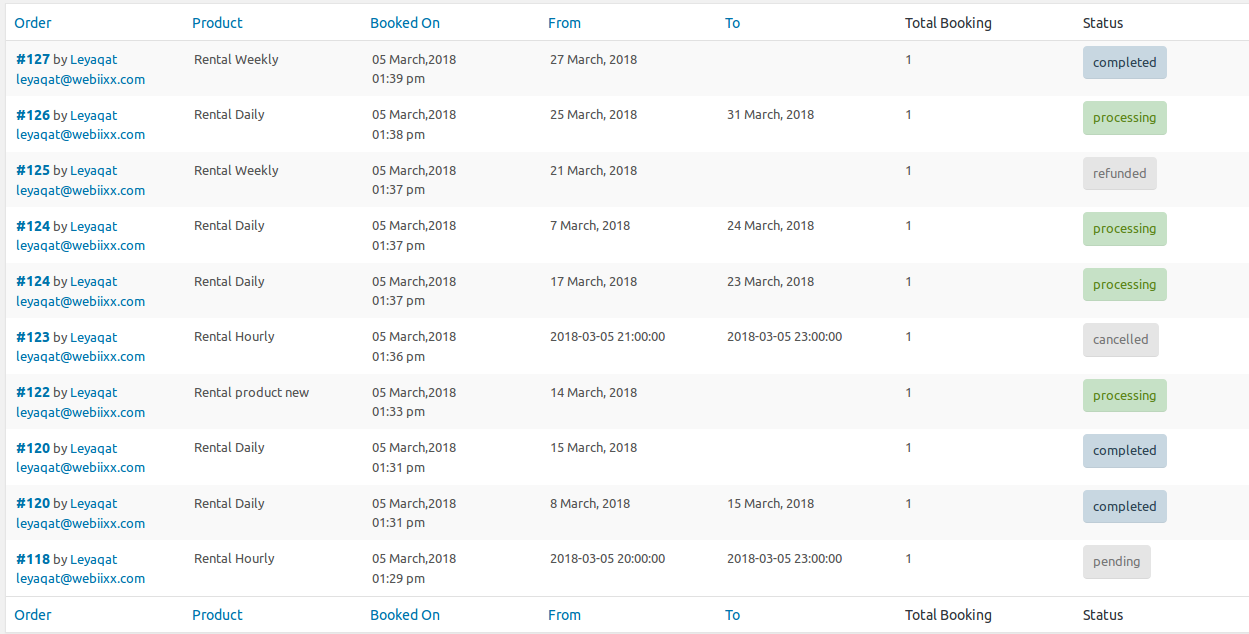 Order Product Booked On From To Total Booking Status
#127 by Leyaqat Rental Weekly 05 March,2018 27 March, 2018 1 completed
leyaqat@webiixx.com 01:39 pm
#126 by Leyaqat Rental Daily 05 March,2018 25 March, 2018 31 March, 2018 1 processing
leyaqat@webiixx.com 01:38 pm
#125 by Leyaqat Rental Weekly 05 March,2018 21 March, 2018 1 refunded
leyaqat@webiixx.com 01:37 pm
#124 by Leyaqat Rental Daily 05 March,2018 7 March, 2018 24 March, 2018 1 processing
leyaqat@webiixx.com 01:37 pm
#124 by Leyaqat Rental Daily 05 March,2018 17 March, 2018 23 March, 2018 1 processing
leyaqat@webiixx.com 01:37 pm
#123 by Leyaqat Rental Hourly 05 March,2018 2018-03-05 21:00:00 2018-03-05 23:00:00 1 cancelled
leyaqat@webiixx.com 01:36 pm
#122 by Leyaqat Rental product new 05 March,2018 14 March, 2018 1 processing
leyaqat@webiixx.com 01:33 pm
#120 by Leyaqat Rental Daily 05 March,2018 15 March, 2018 1 completed
leyaqat@webiixx.com 01:31 pm
#120 by Leyaqat Rental Daily 05 March,2018 8 March, 2018 15 March, 2018 1 completed
leyaqat@webiixx.com 01:31 pm
#118 by Leyaqat Rental Hourly 05 March,2018 2018-03-05 20:00:00 2018-03-05 23:00:00 1 pending
leyaqat@webiixx.com 01:29 pm
Order Product Booked On From To Total Booking Status